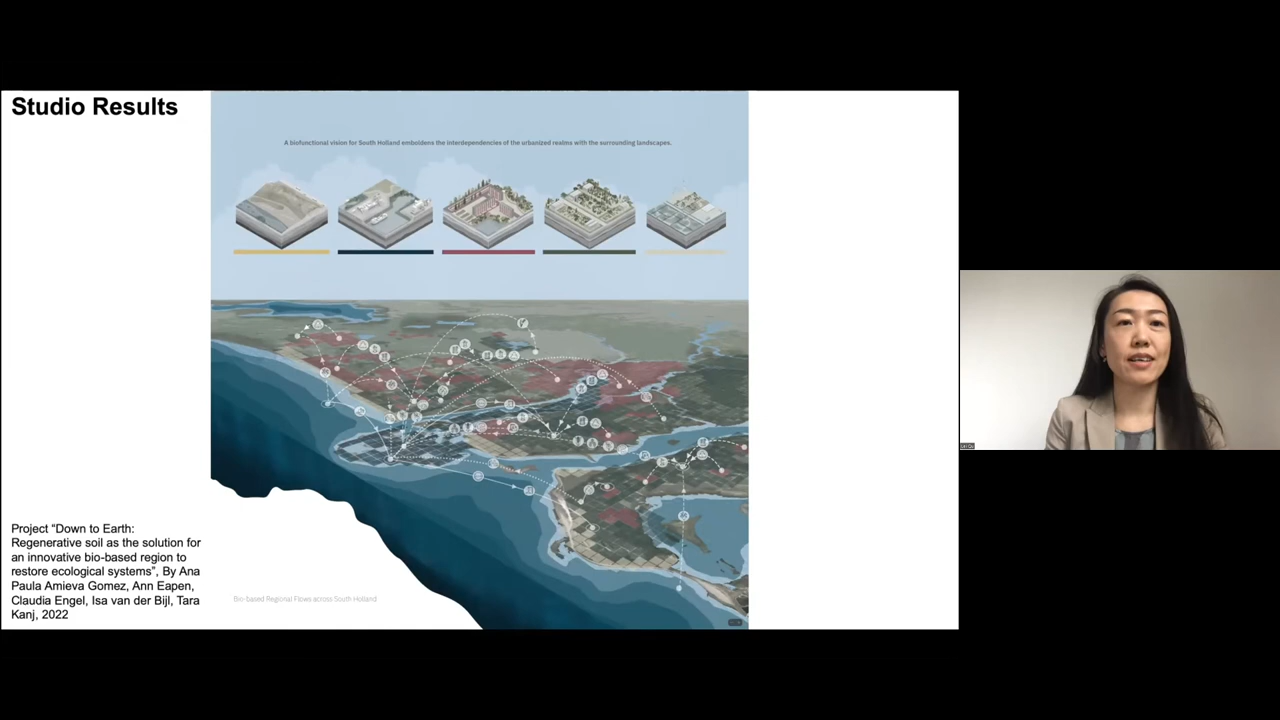 Studio Results
A biofunctional vision for South Holland emboldens the interdependencies of the urbanized realms with the surrounding landscapes.
Project “Down to Earth:
Regenerative soil as the solution for
an innovative bio-based region to
restore ecological systems”, By Ana
Paula Amieva Gomez, Ann Eapen,
Claudia Engel, Isa van der Bijl, Tara
Kanj, 2022
Bio-based Regional Flows across South Holland